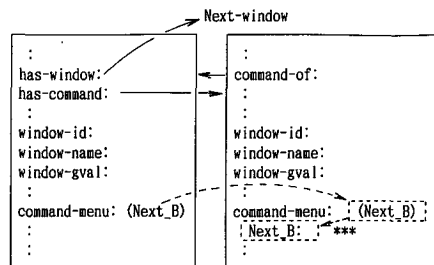 Next-window
:
has-window:
has-command:
:
:
window-id:
window-name:
window-gval:
:
command-menu: (Next_B)
:
:
:
:
command-of:
:
:
window-id:
window-name:
window-gval:
:
command-menu: (Next_B)
Next_B: ***
:
: